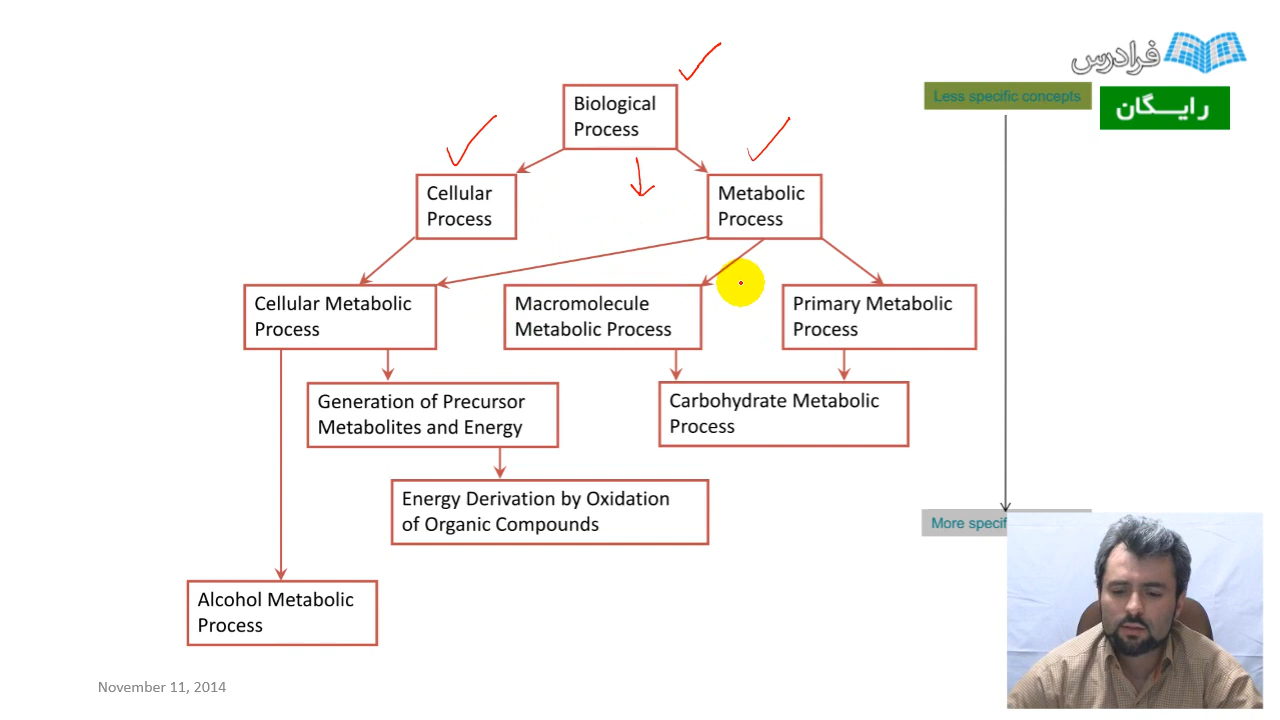 فرادرس
Less specific concepts
رایـــگان
Biological
Process
Cellular
Process
Metabolic
Process
Cellular Metabolic
Process
Macromolecule
Metabolic Process
Primary Metabolic
Process
Generation of Precursor
Metabolites and Energy
Carbohydrate Metabolic
Process
Energy Derivation by Oxidation
of Organic Compounds
More specif
Alcohol Metabolic
Process
November 11, 2014